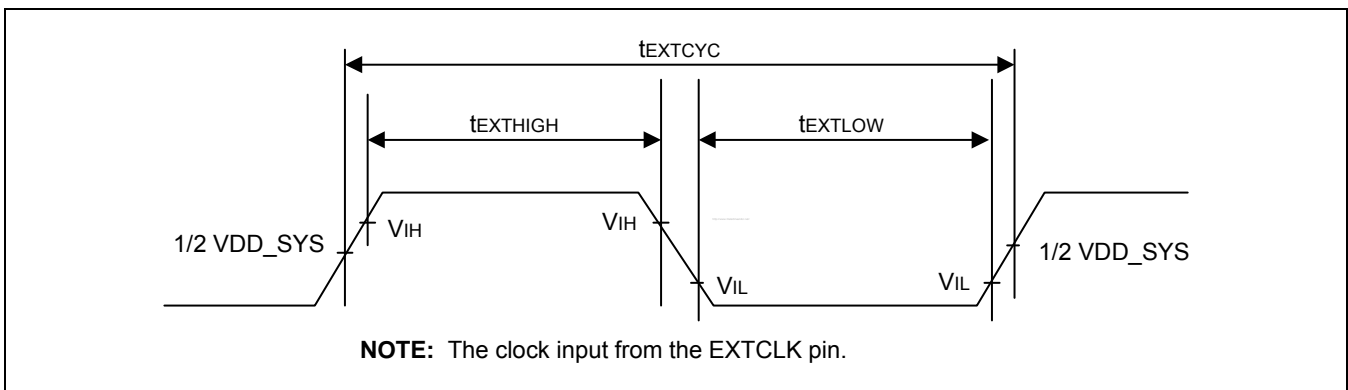 tEXTCYC
tEXTHIGH
tEXTLOW
1/2 VDD_SYS
VIH
VIH
VIL
VIL
1/2 VDD_SYS
NOTE: The clock input from the EXTCLK pin.